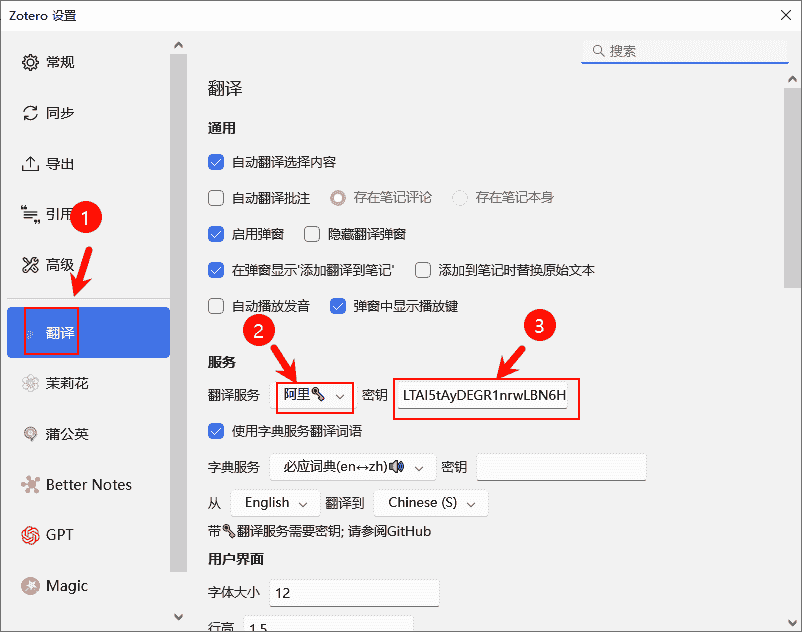 Zotero 设置
搜索
常规
同步
导出
引用
1
高级
翻译
茉莉花
蒲公英
Better Notes
GPT
Magic
翻译
通用
自动翻译选择内容
自动翻译批注 存在笔记评论 存在笔记本身
启用弹窗 隐藏翻译弹窗
在弹窗显示'添加翻译到笔记' 添加到笔记时替换原始文本
自动播放发音 弹窗中显示播放键
2 3
服务
翻译服务 阿里 密钥 LTAI5tAyDEGR1nrwLBN6H
使用字典服务翻译词语
字典服务 必应词典(en↔zh) 密钥
从 English 翻译到 Chinese (S)
带🔑翻译服务需要密钥; 请参阅GitHub
用户界面
字体大小 12
行高 1.5